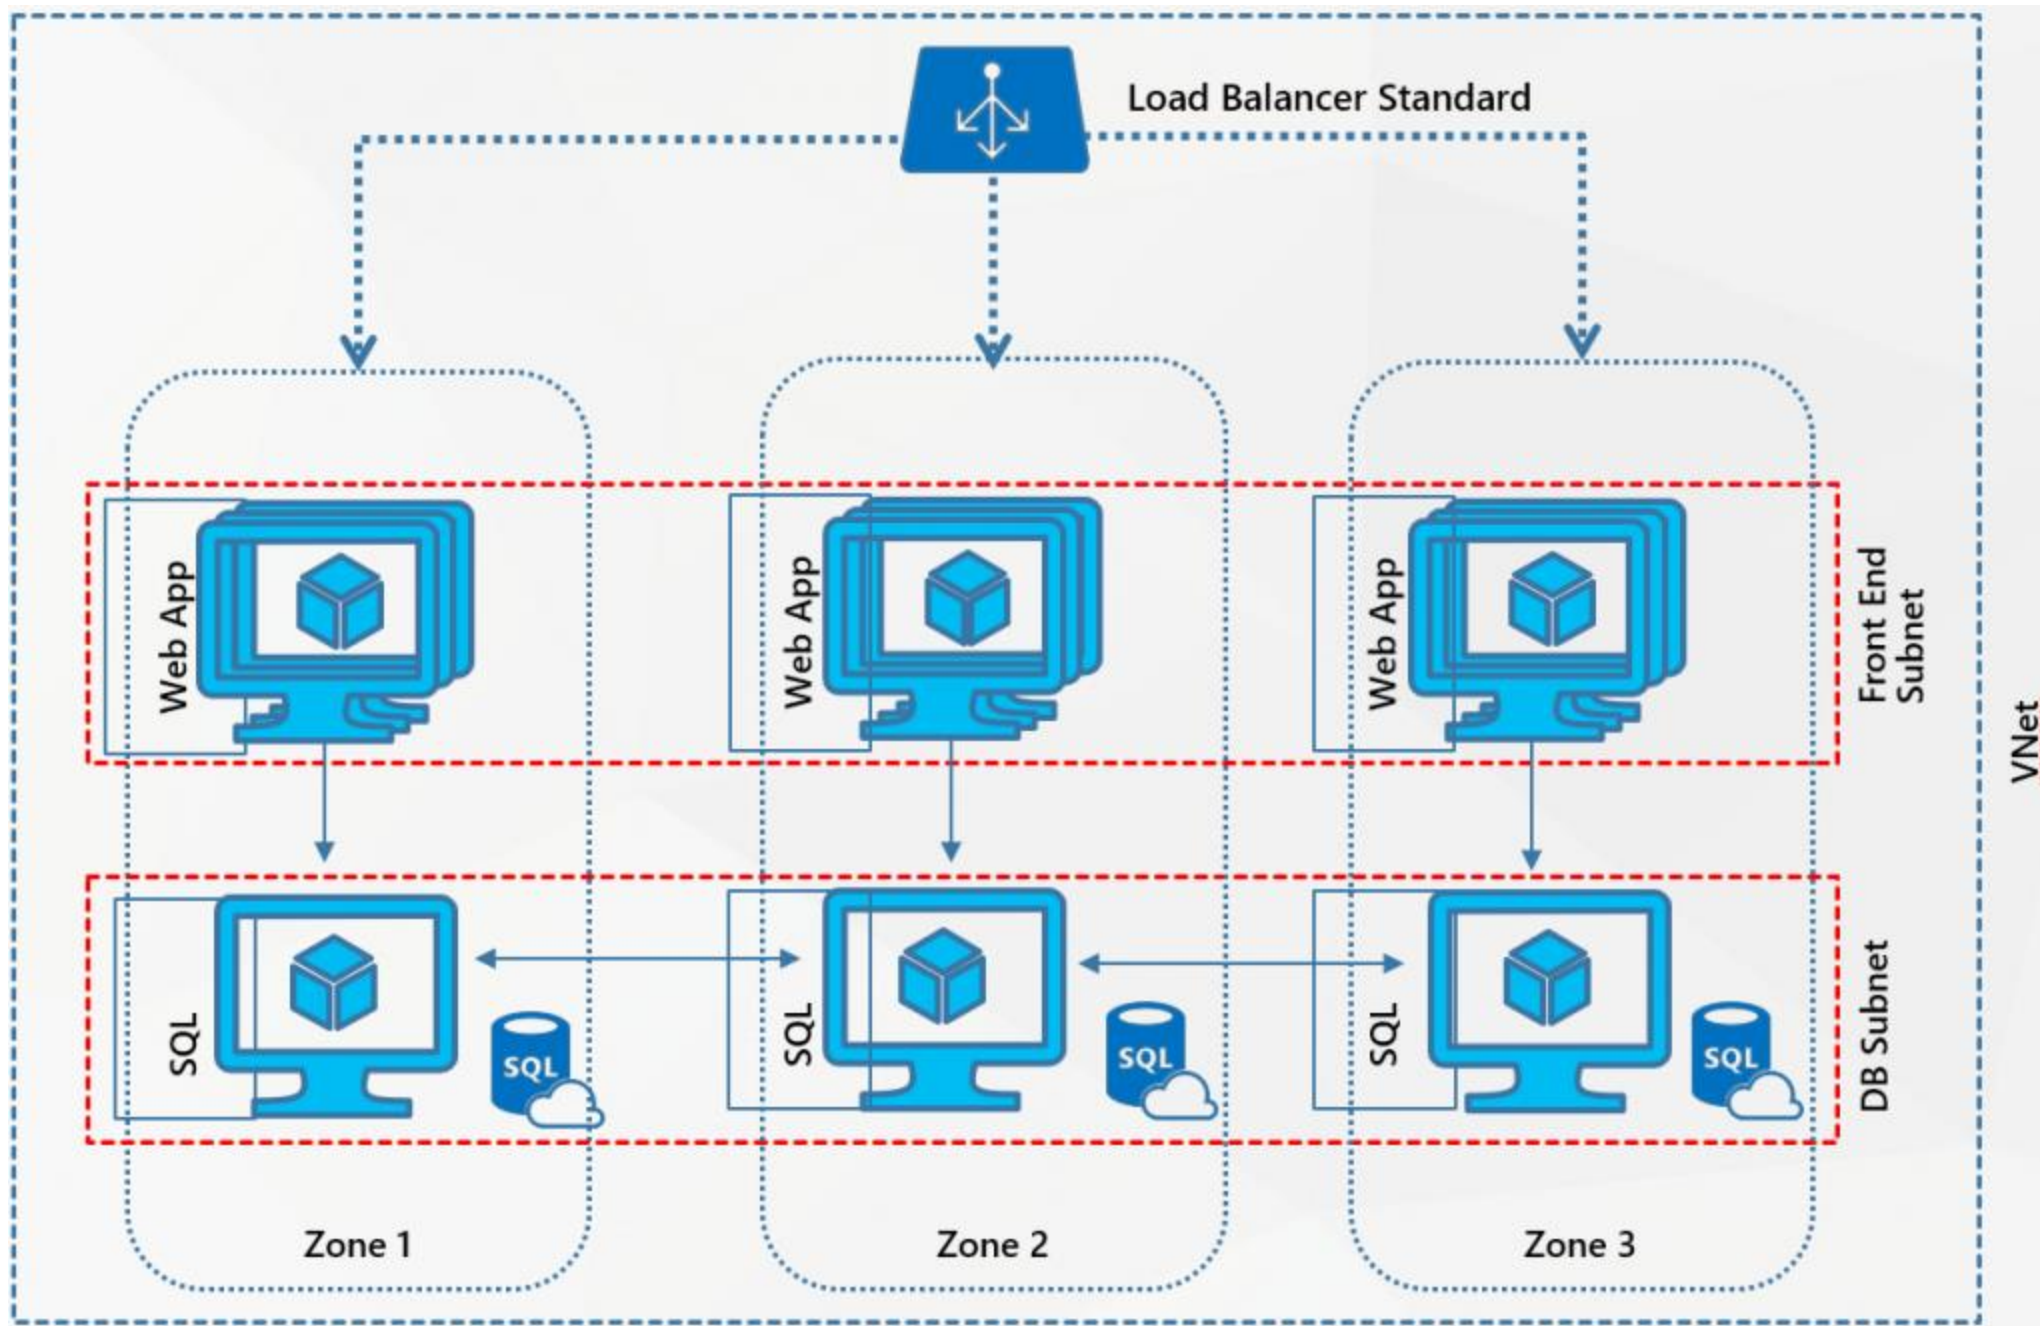 Load Balancer Standard
Web App
Web App
Web App
Front End
Subnet
VNet
SQL
SQL
SQL
SQL
SQL
SQL
DB Subnet
Zone 1
Zone 2
Zone 3